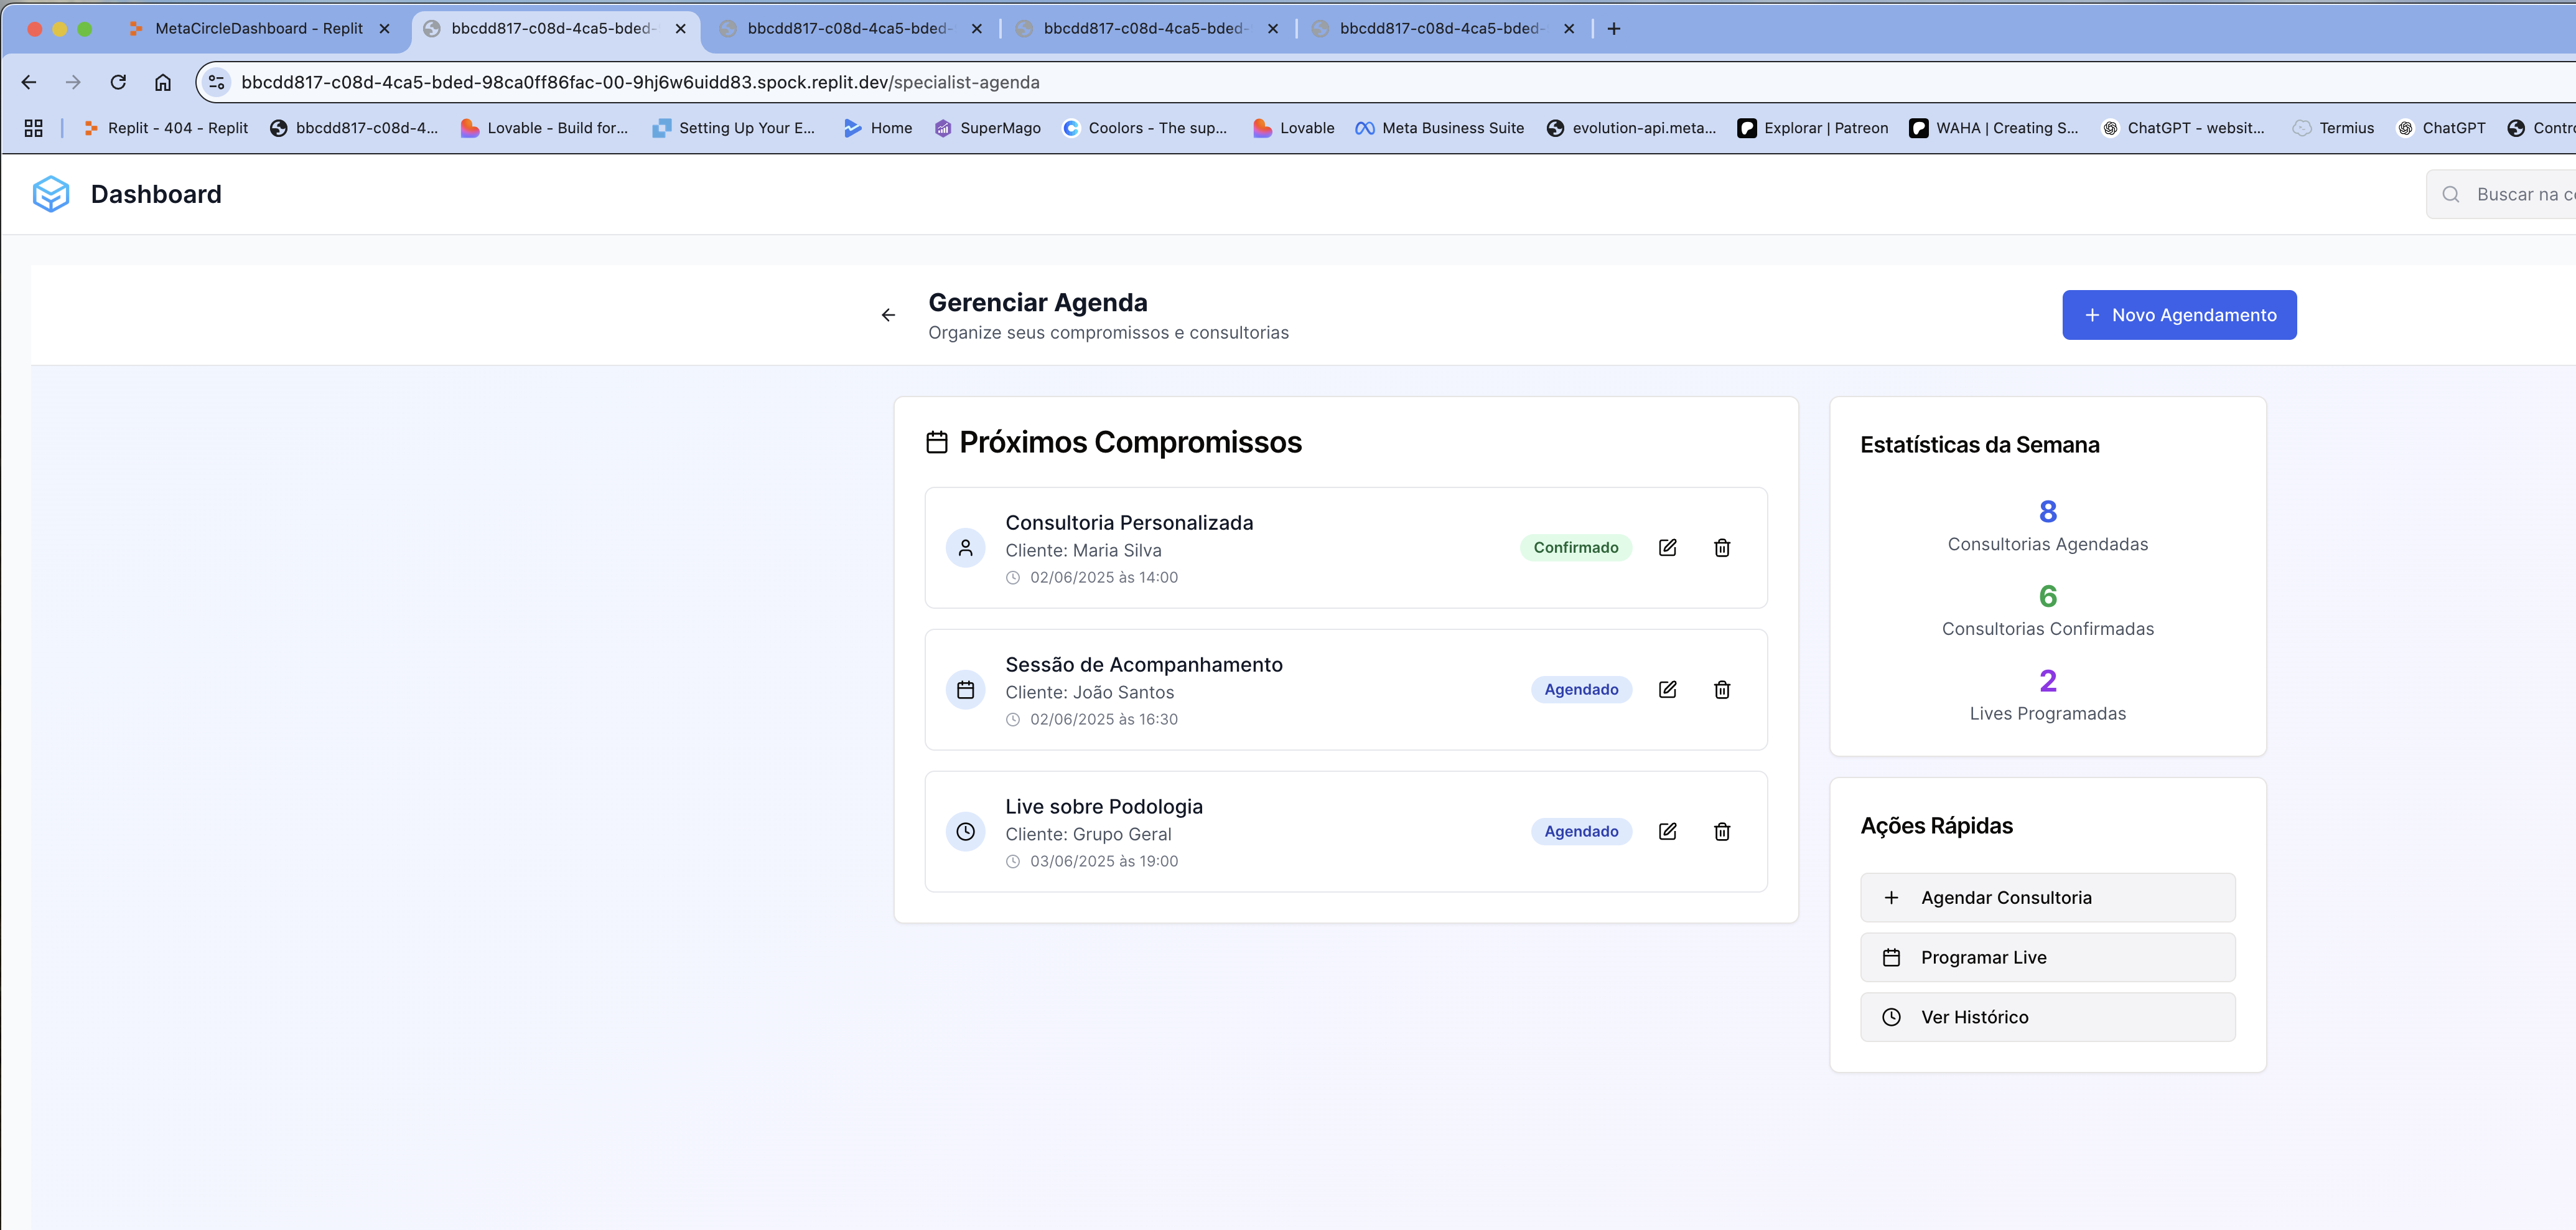 MetaCircleDashboard - Replit
bbcdd817-c08d-4ca5-bded-
bbcdd817-c08d-4ca5-bded-
bbcdd817-c08d-4ca5-bded-
bbcdd817-c08d-4ca5-bded-
bbcdd817-c08d-4ca5-bded-98ca0ff86fac-00-9hj6w6uidd83.spock.replit.dev/specialist-agenda
Replit - 404 - Replit
bbcdd817-c08d-4...
Lovable - Build for...
Setting Up Your E...
Home
SuperMago
Coolors - The sup...
Lovable
Meta Business Suite
evolution-api.meta...
Explorar | Patreon
WAHA | Creating S...
ChatGPT - websit...
Termius
ChatGPT
Contro
Dashboard
Buscar na c
Gerenciar Agenda
Organize seus compromissos e consultorias
+ Novo Agendamento
Próximos Compromissos
Consultoria Personalizada
Cliente: Maria Silva
02/06/2025 às 14:00
Confirmado
Sessão de Acompanhamento
Cliente: João Santos
02/06/2025 às 16:30
Agendado
Live sobre Podologia
Cliente: Grupo Geral
03/06/2025 às 19:00
Agendado
Estatísticas da Semana
8
Consultorias Agendadas
6
Consultorias Confirmadas
2
Lives Programadas
Ações Rápidas
+ Agendar Consultoria
Programar Live
Ver Histórico